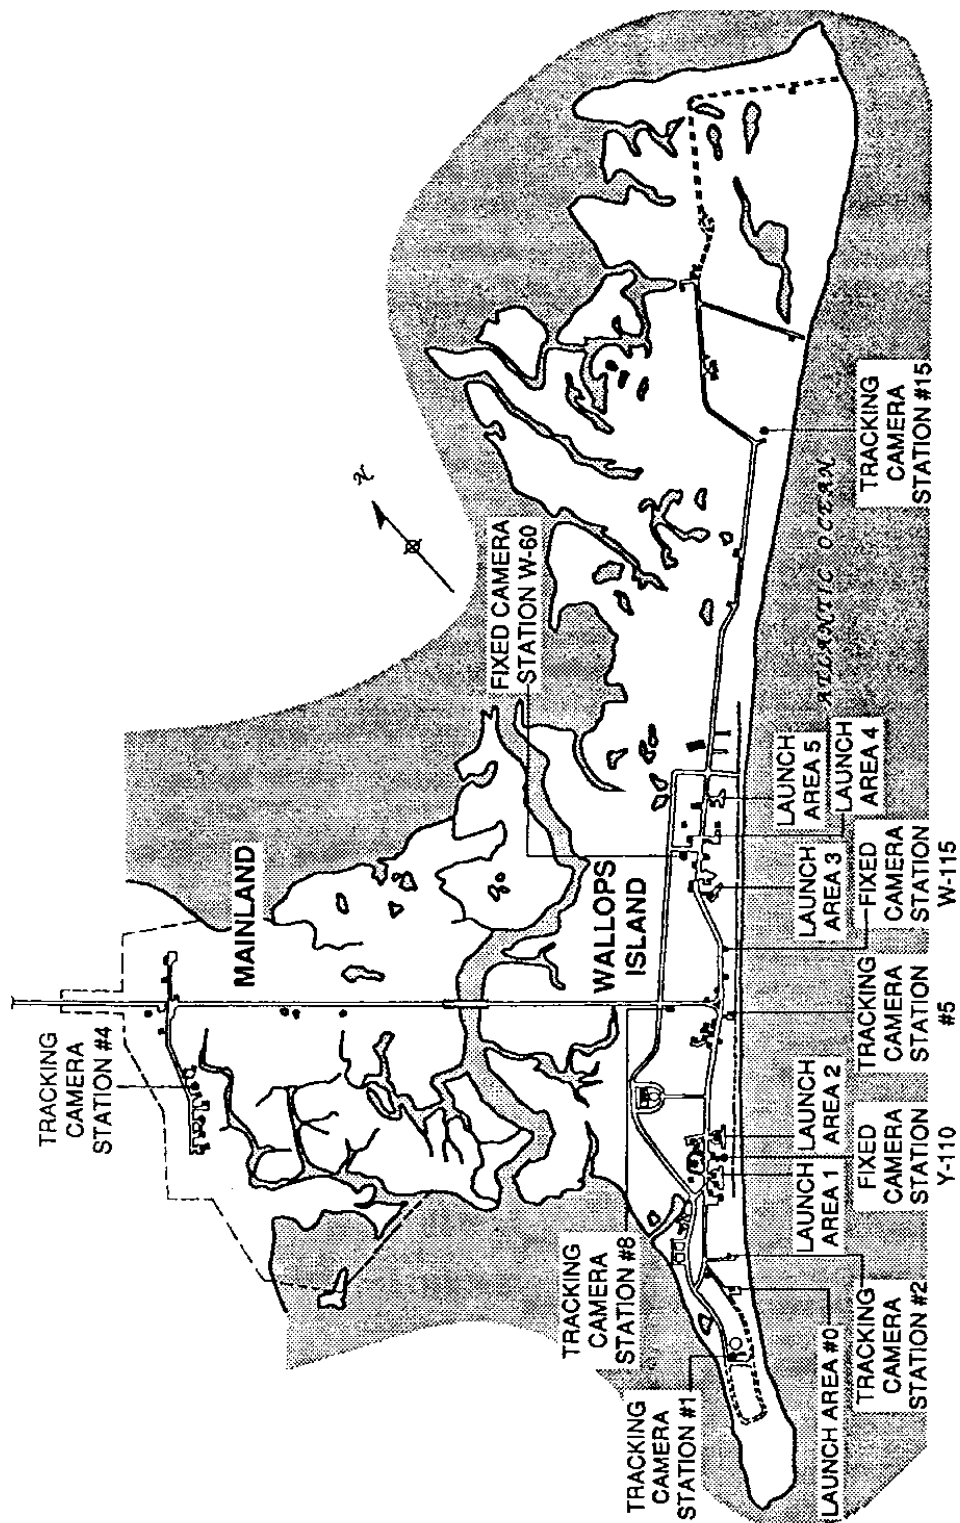 TRACKING
CAMERA
STATION #4
MAINLAND
FIXED CAMERA
STATION W-60
N
WALLOPS
ISLAND
TRACKING
CAMERA
STATION #8
TRACKING
CAMERA
STATION #1
LAUNCH AREA #0
TRACKING
CAMERA
STATION #2
LAUNCH
AREA 1
LAUNCH
AREA 2
FIXED
CAMERA
STATION
Y-110
TRACKING
CAMERA
STATION
#5
LAUNCH
AREA 3
FIXED
CAMERA
STATION
W-115
LAUNCH
AREA 5
LAUNCH
AREA 4
ATLANTIC OCEAN
TRACKING
CAMERA
STATION #15